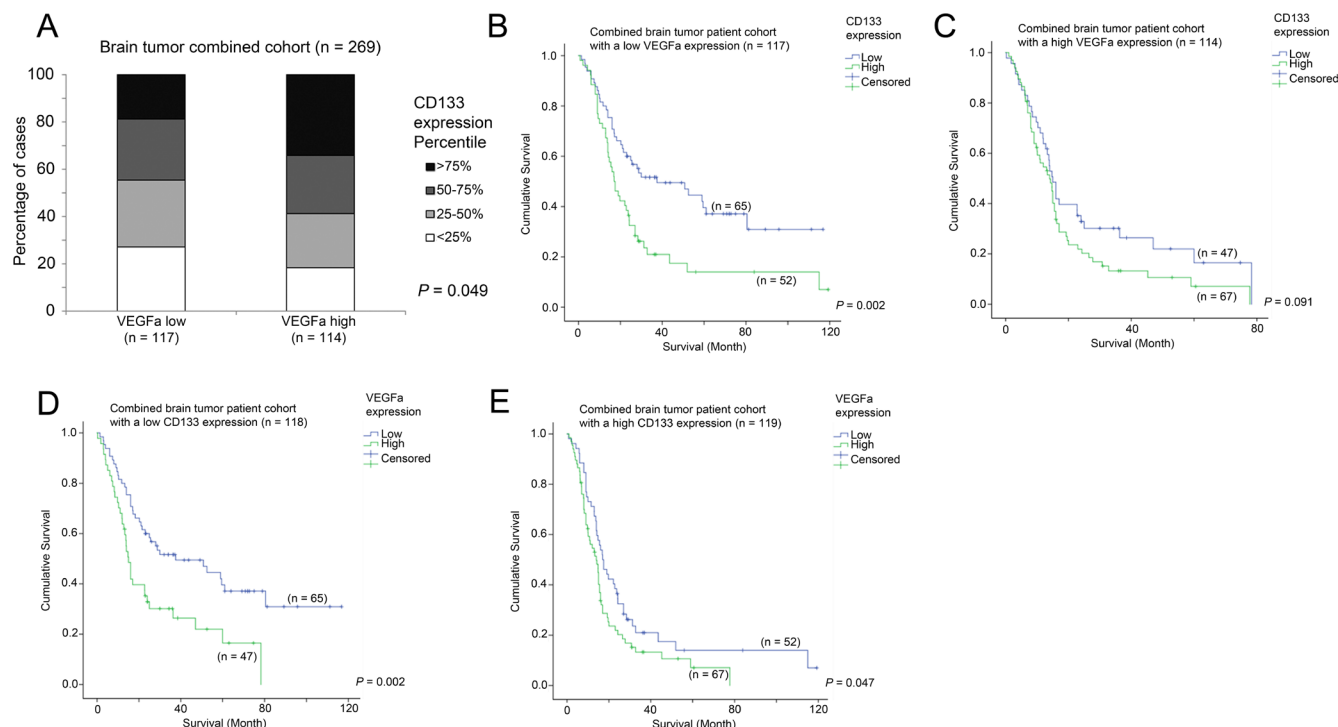 A
Brain tumor combined cohort (n = 269)
Percentage of cases
100
80
60
40
20
0
VEGFa low
(n = 117)
VEGFa high
(n = 114)
CD133
expression
Percentile
>75%
50-75%
25-50%
<25%
P = 0.049
B
Combined brain tumor patient cohort
with a low VEGFa expression (n = 117)
CD133
expression
Low
High
Censored
Cumulative Survival
1.0
0.8
0.6
0.4
0.2
0.0
(n = 65)
(n = 52)
P = 0.002
0 40 80 120
Survival (Month)
C
Combined brain tumor patient cohort
with a high VEGFa expression (n = 114)
CD133
expression
Low
High
Censored
Cumulative Survival
1.0
0.8
0.6
0.4
0.2
0.0
(n = 47)
(n = 67)
P = 0.091
0 40 80
Survival (Month)
D
Combined brain tumor patient cohort
with a low CD133 expression (n = 118)
VEGFa
expression
Low
High
Censored
Cumulative Survival
1.0
0.8
0.6
0.4
0.2
0.0
(n = 65)
(n = 47)
P = 0.002
0 40 80 120
Survival (Month)
E
Combined brain tumor patient cohort
with a high CD133 expression (n = 119)
VEGFa
expression
Low
High
Censored
Cumulative Survival
1.0
0.8
0.6
0.4
0.2
0.0
(n = 52)
(n = 67)
P = 0.047
0 40 80 120
Survival (Month)